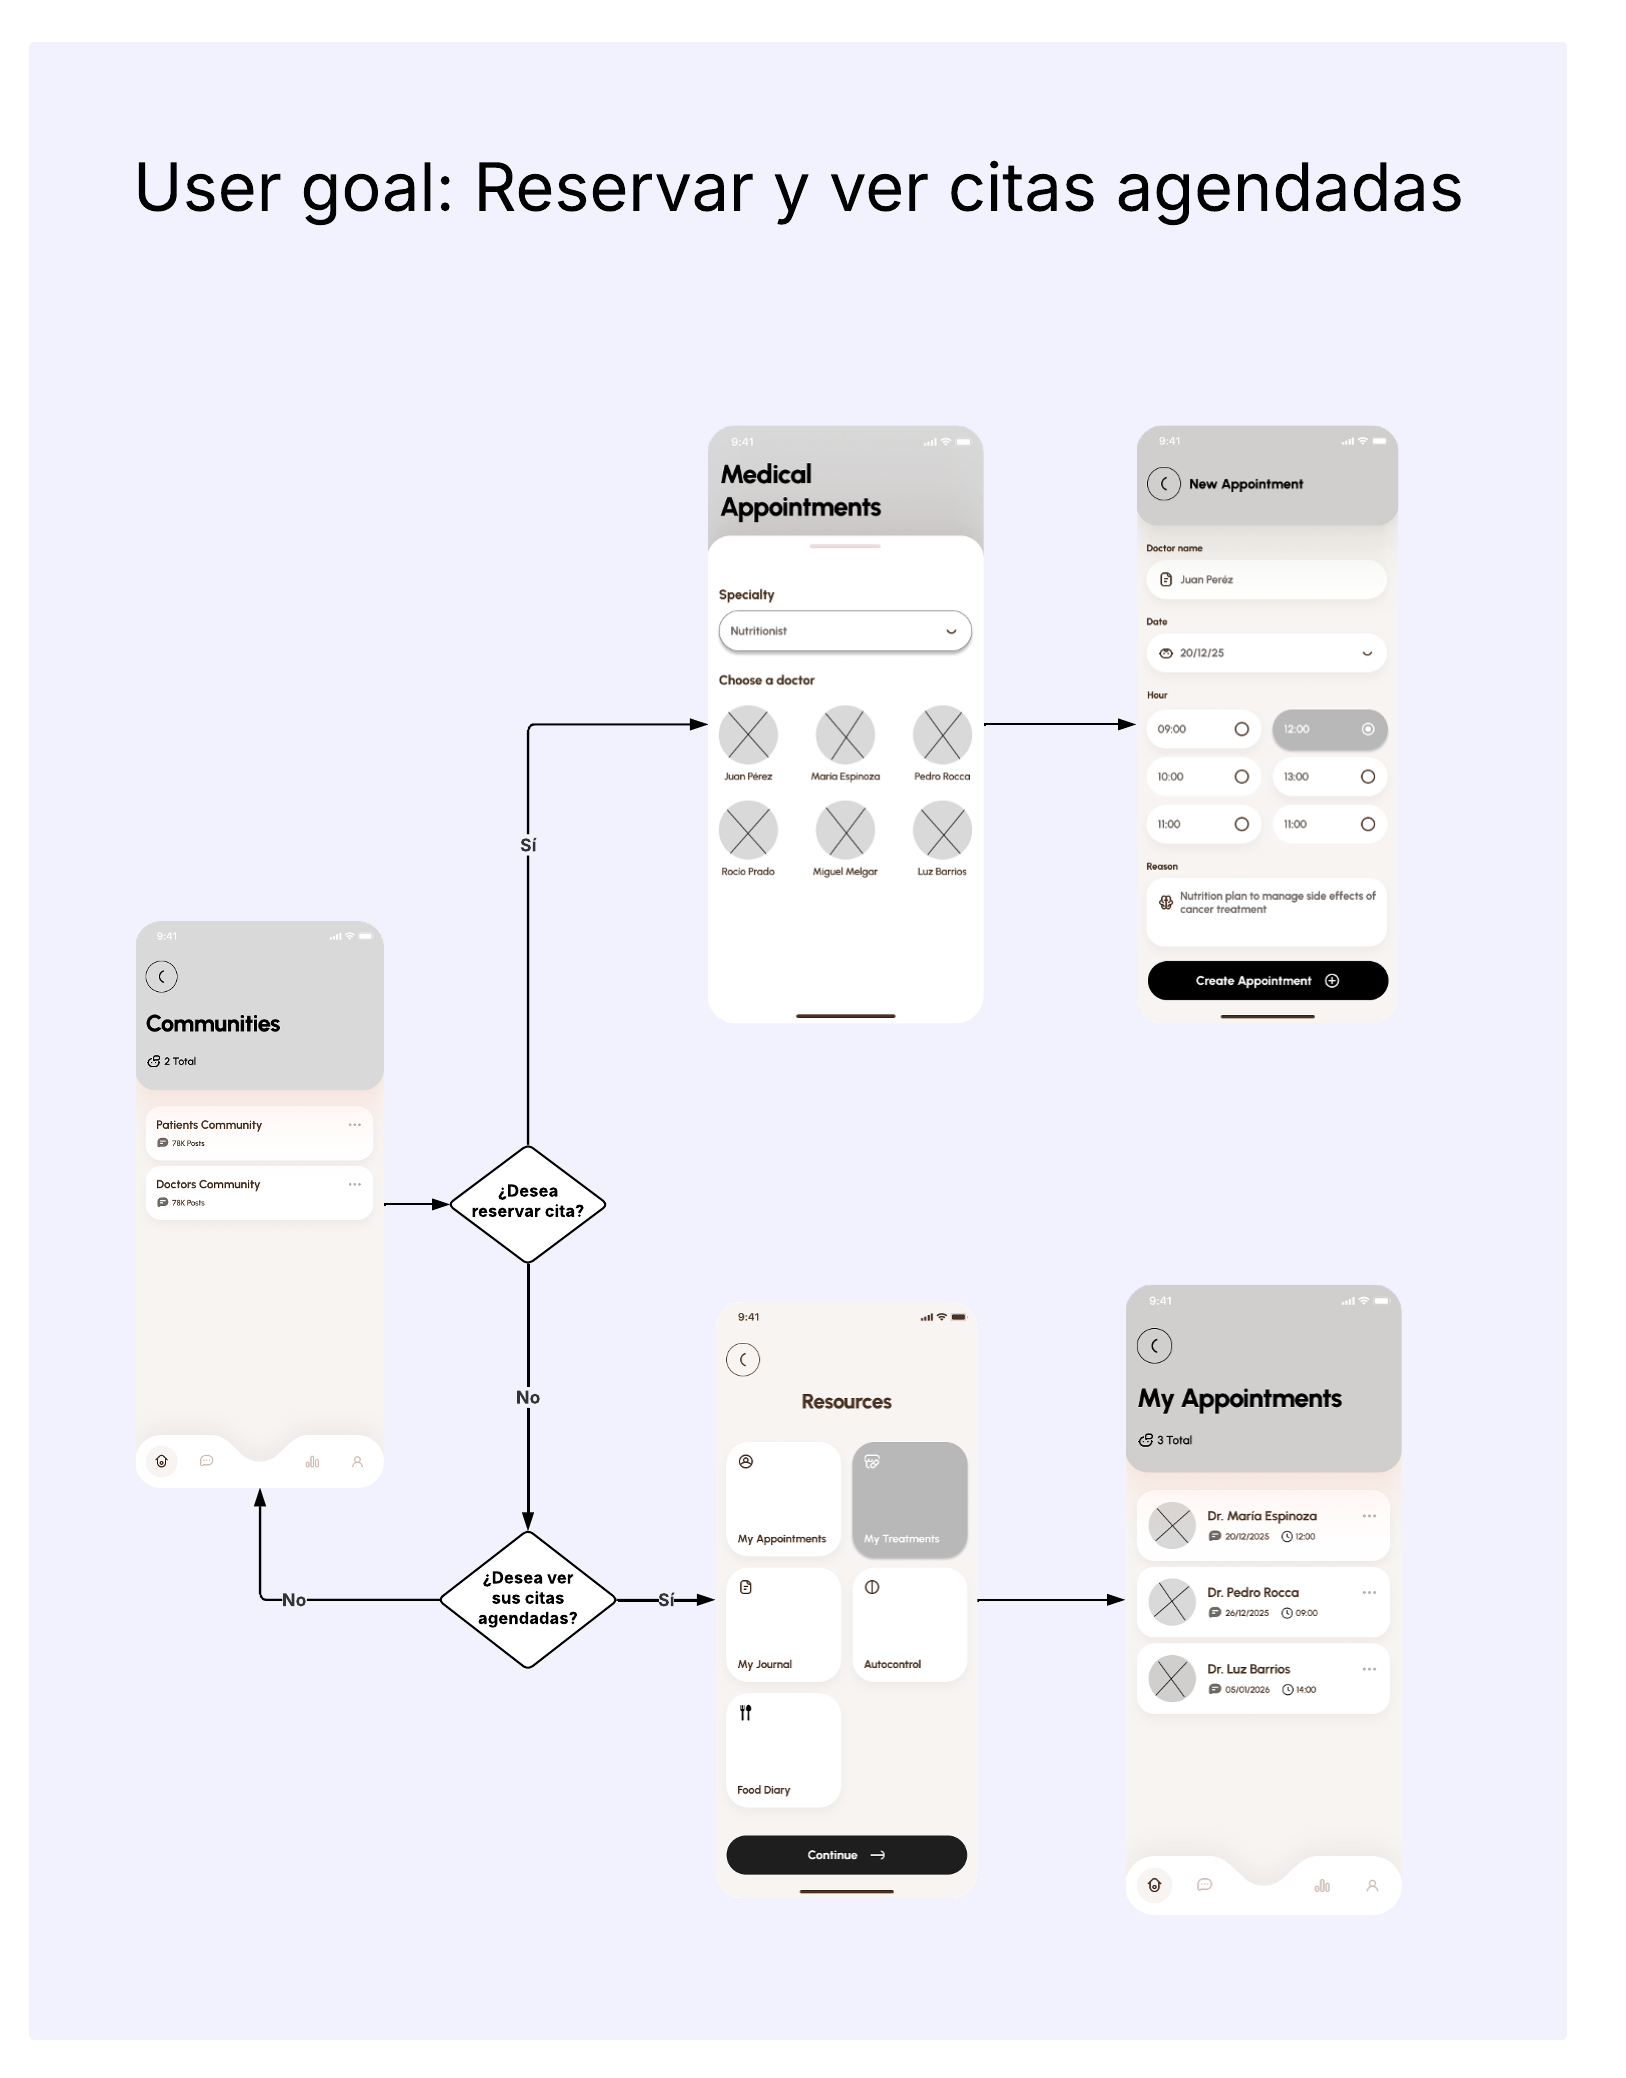 User goal: Reservar y ver citas agendadas
9:41
Medical
Appointments
Specialty
Nutritionist
Choose a doctor
Juan Pérez
María Espinoza
Pedro Rocca
Rocío Prado
Miguel Melgar
Luz Barrios
9:41
New Appointment
Doctor name
Juan Peréz
Date
20/12/25
Hour
09:00
12:00
10:00
13:00
11:00
11:00
Reason
Nutrition plan to manage side effects of
cancer treatment
Create Appointment
Sí
9:41
Communities
2 Total
Patients Community
78K Posts
Doctors Community
78K Posts
¿Desea
reservar cita?
No
¿Desea ver
sus citas
agendadas?
No
Sí
9:41
Resources
My Appointments
My Treatments
My Journal
Autocontrol
Food Diary
Continue
9:41
My Appointments
3 Total
Dr. María Espinoza
20/12/2025 12:00
Dr. Pedro Rocca
26/12/2025 09:00
Dr. Luz Barrios
05/01/2026 14:00